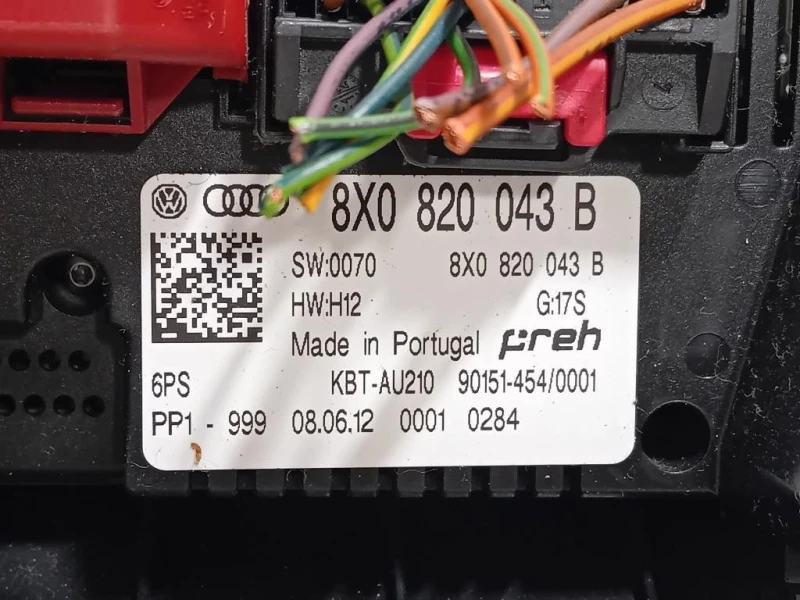 8X0 820 043 B
SW:0070 8X0 820 043 B
HW:H12 G:17S
Made in Portugal preh
6PS KBT-AU210 90151-454/0001
PP1 - 999 08.06.12 0001 0284